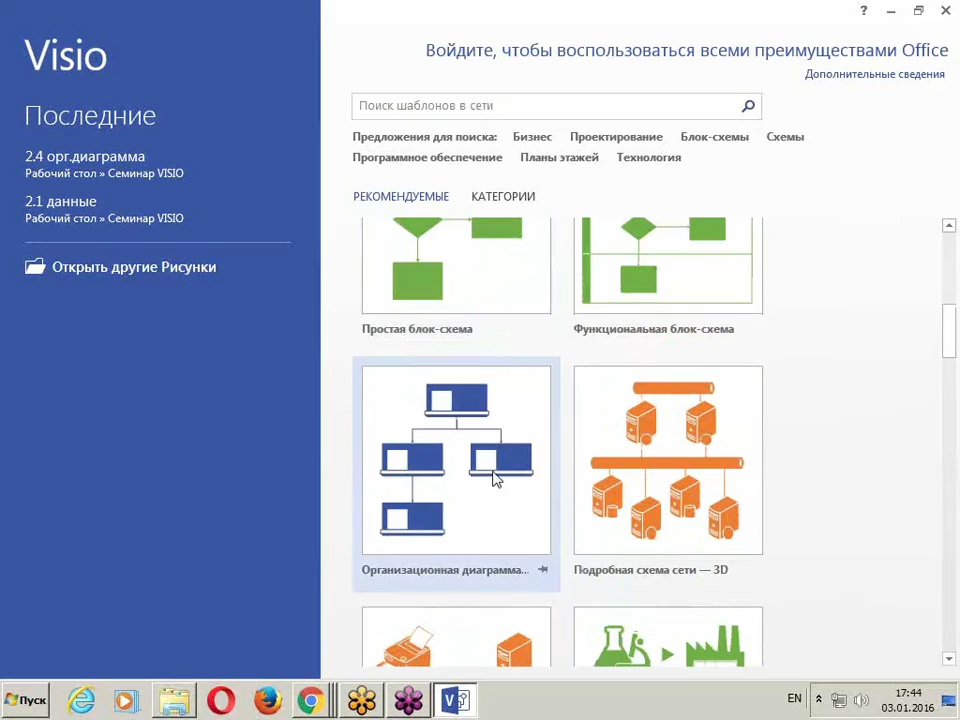 Visio
Последние
2.4 орг.диаграмма
Рабочий стол » Семинар VISIO
2.1 данные
Рабочий стол » Семинар VISIO
Открыть другие Рисунки
?
Войдите, чтобы воспользоваться всеми преимуществами Office
Дополнительные сведения
Поиск шаблонов в сети
Предложения для поиска: Бизнес Проектирование Блок-схемы Схемы
Программное обеспечение Планы этажей Технология
РЕКОМЕНДУЕМЫЕ КАТЕГОРИИ
Простая блок-схема
Функциональная блок-схема
Организационная диаграмма...
Подробная схема сети — 3D
Пуск
EN
17:44
03.01.2016